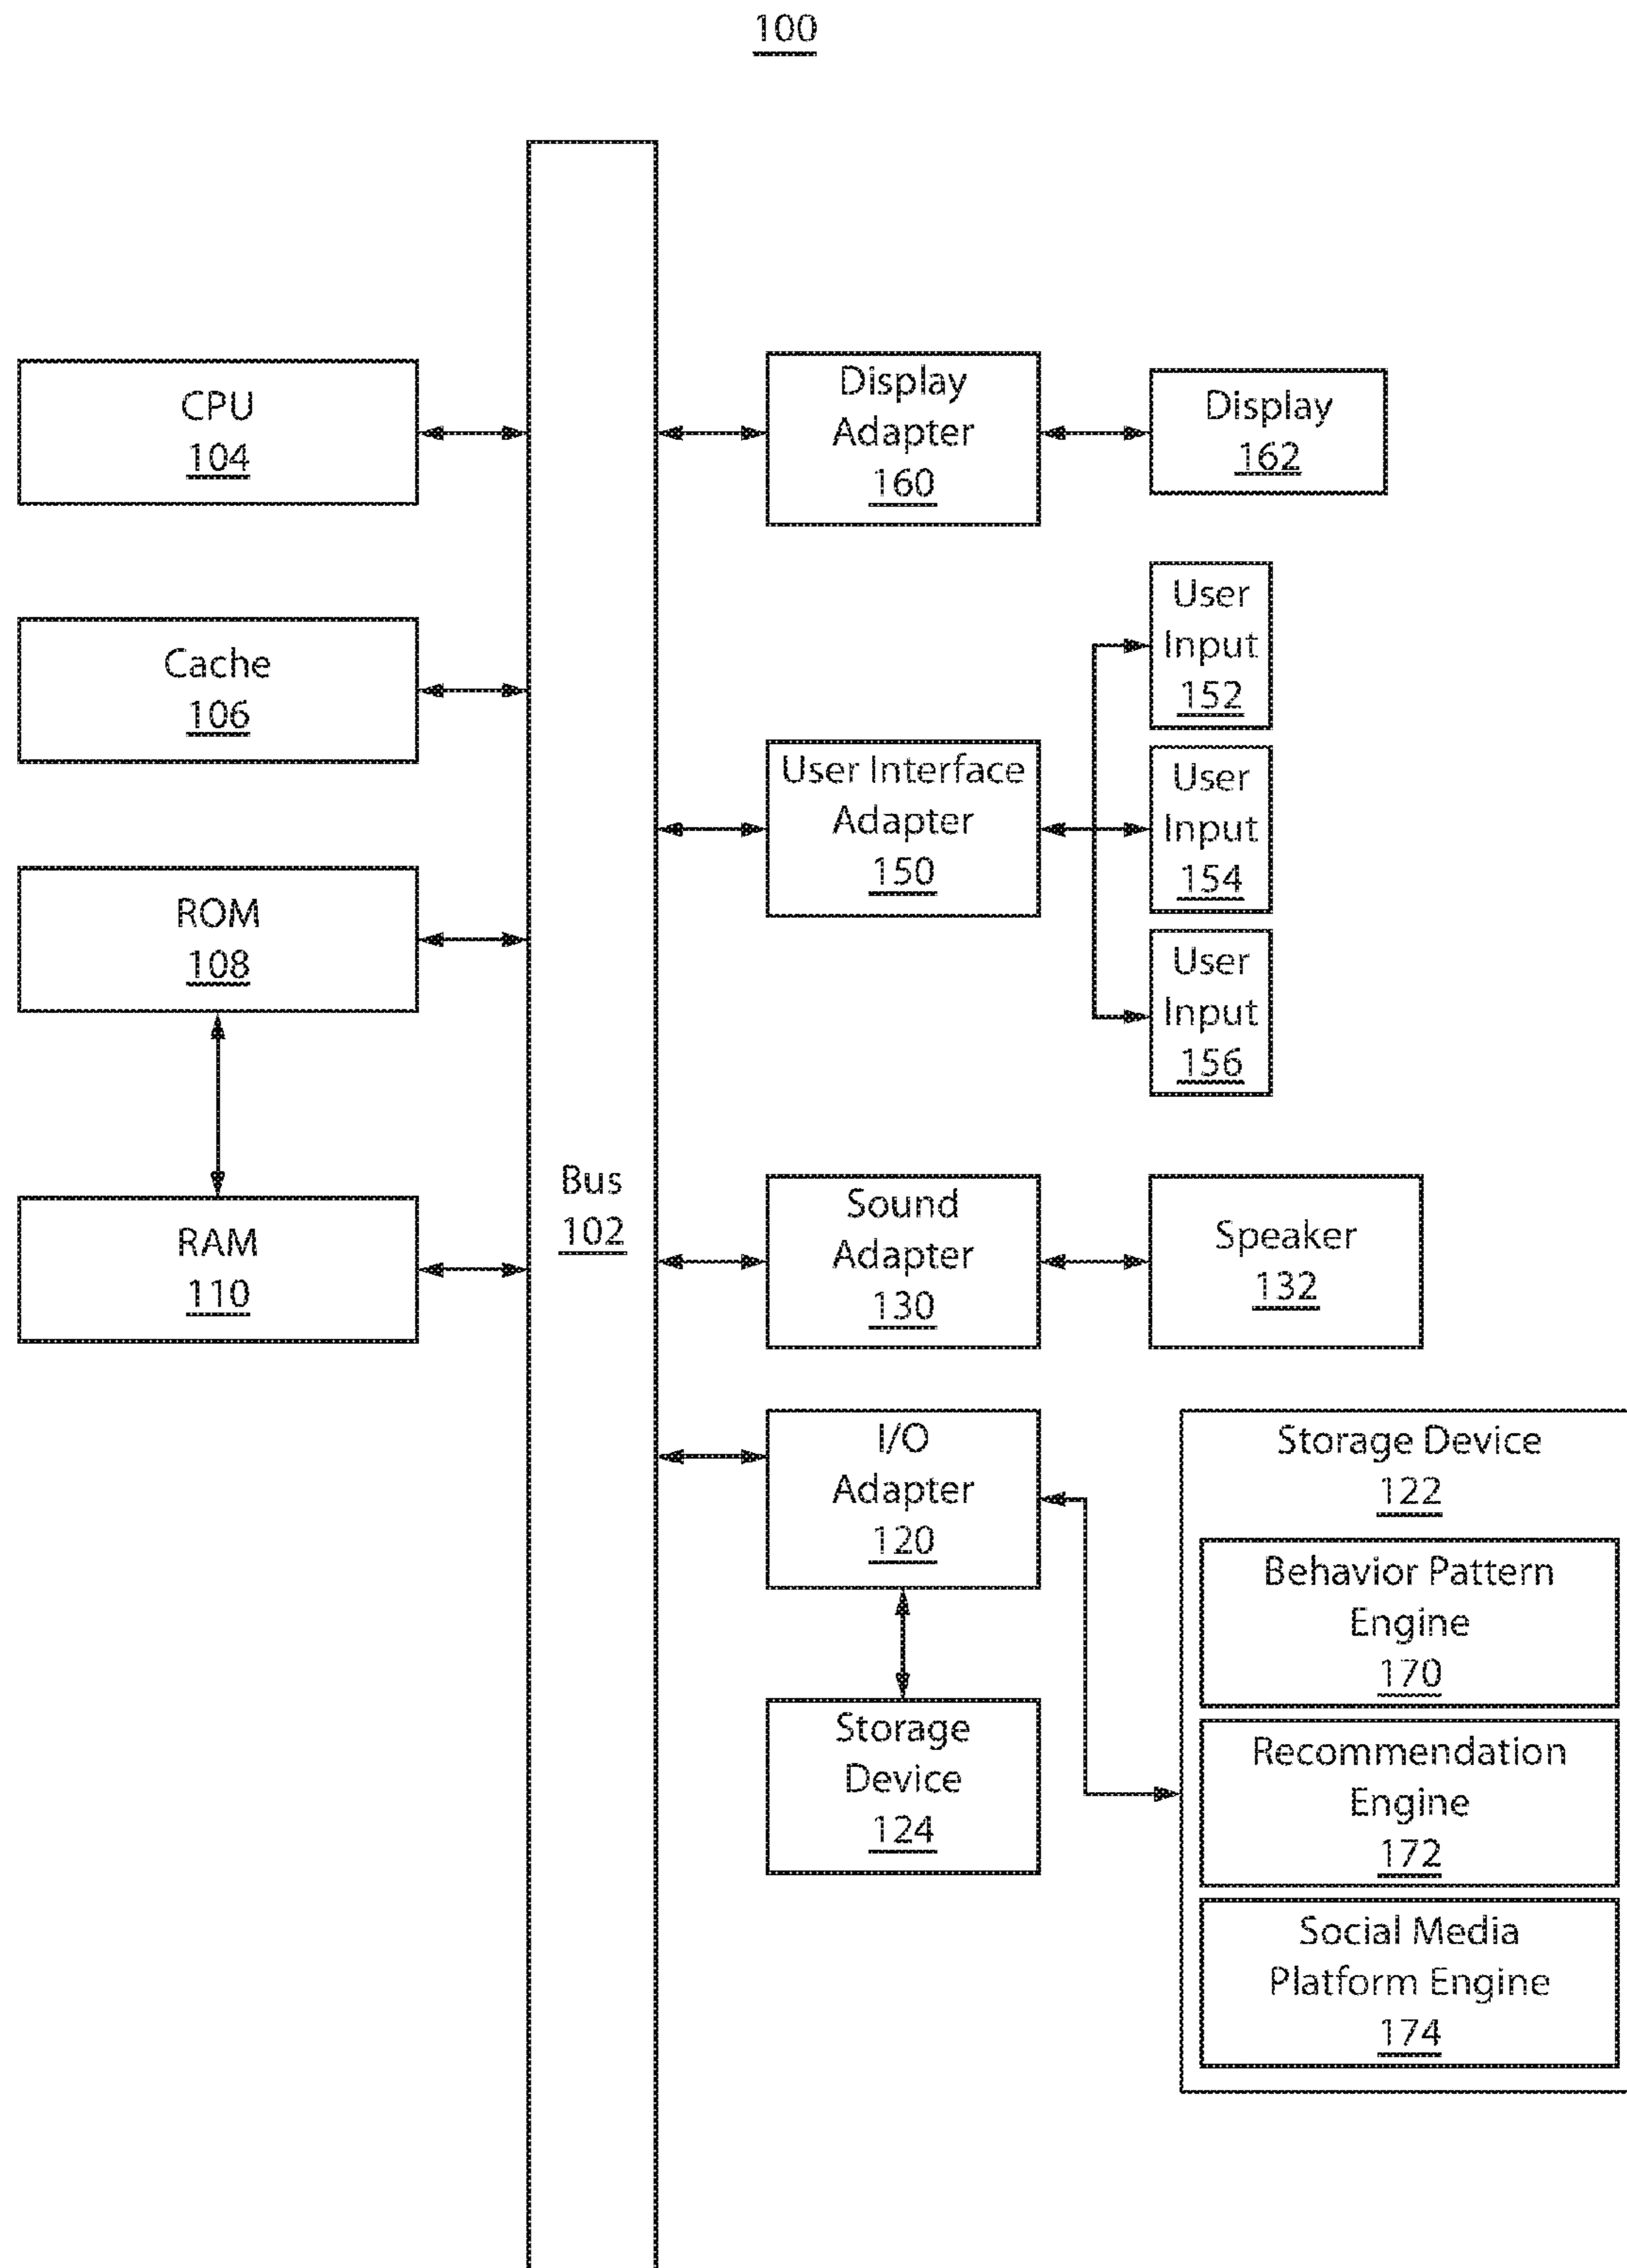 100
CPU
104
Cache
106
ROM
108
RAM
110
Bus
102
Display
Adapter
160
Display
162
User Interface
Adapter
150
User
Input
152
User
Input
154
User
Input
156
Sound
Adapter
130
Speaker
132
I/O
Adapter
120
Storage
Device
124
Storage Device
122
Behavior Pattern
Engine
170
Recommendation
Engine
172
Social Media
Platform Engine
174